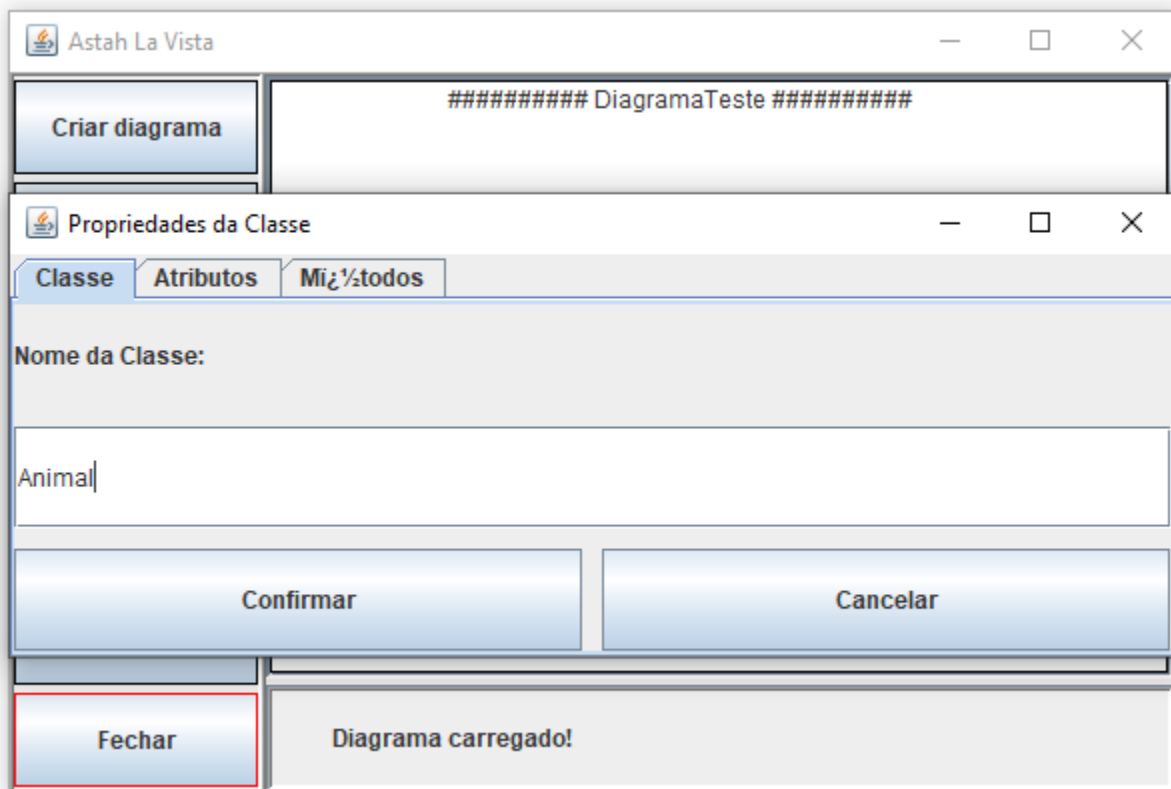 Astah La Vista
Criar diagrama
########## DiagramaTeste ##########
Propriedades da Classe
Classe Atributos Mï¿½todos
Nome da Classe:
Animal
Confirmar Cancelar
Fechar
Diagrama carregado!